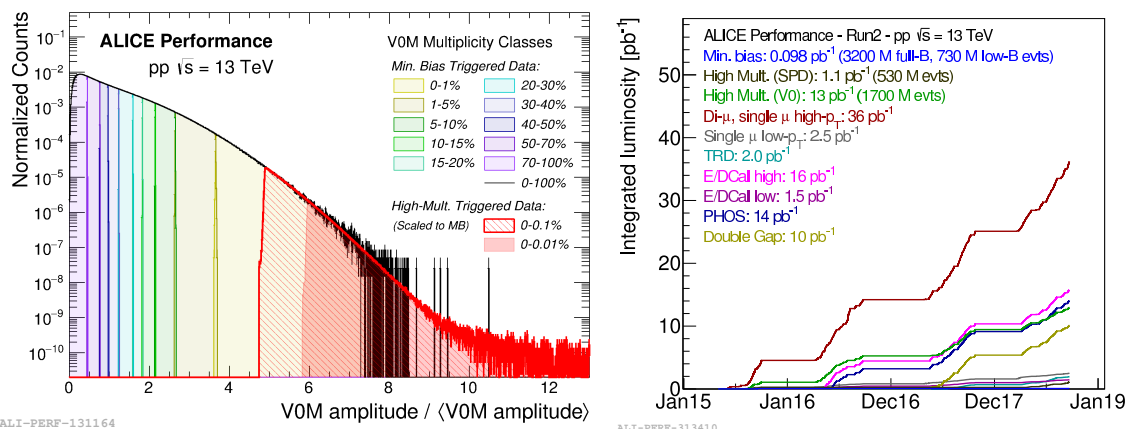 Normalized Counts
10⁻¹
10⁻²
10⁻³
10⁻⁴
10⁻⁵
10⁻⁶
10⁻⁷
10⁻⁸
10⁻⁹
10⁻¹⁰
ALICE Performance
pp √s = 13 TeV
V0M Multiplicity Classes
Min. Bias Triggered Data:
0-1% 20-30%
1-5% 30-40%
5-10% 40-50%
10-15% 50-70%
15-20% 70-100%
0-100%
High-Mult. Triggered Data:
(Scaled to MB) 0-0.1%
0-0.01%
0 2 4 6 8 10 12
V0M amplitude / ⟨V0M amplitude⟩
ALI-PERF-131164
Integrated luminosity [pb⁻¹]
50
40
30
20
10
0
ALICE Performance - Run2 - pp √s = 13 TeV
Min. bias: 0.098 pb⁻¹ (3200 M full-B, 730 M low-B evts)
High Mult. (SPD): 1.1 pb⁻¹ (530 M evts)
High Mult. (V0): 13 pb⁻¹ (1700 M evts)
Di-μ, single μ high-p_T: 36 pb⁻¹
Single μ low-p_T: 2.5 pb⁻¹
TRD: 2.0 pb⁻¹
E/DCal high: 16 pb⁻¹
E/DCal low: 1.5 pb⁻¹
PHOS: 14 pb⁻¹
Double Gap: 10 pb⁻¹
Jan15 Jan16 Dec16 Dec17 Jan19
ALI-PERF-313410